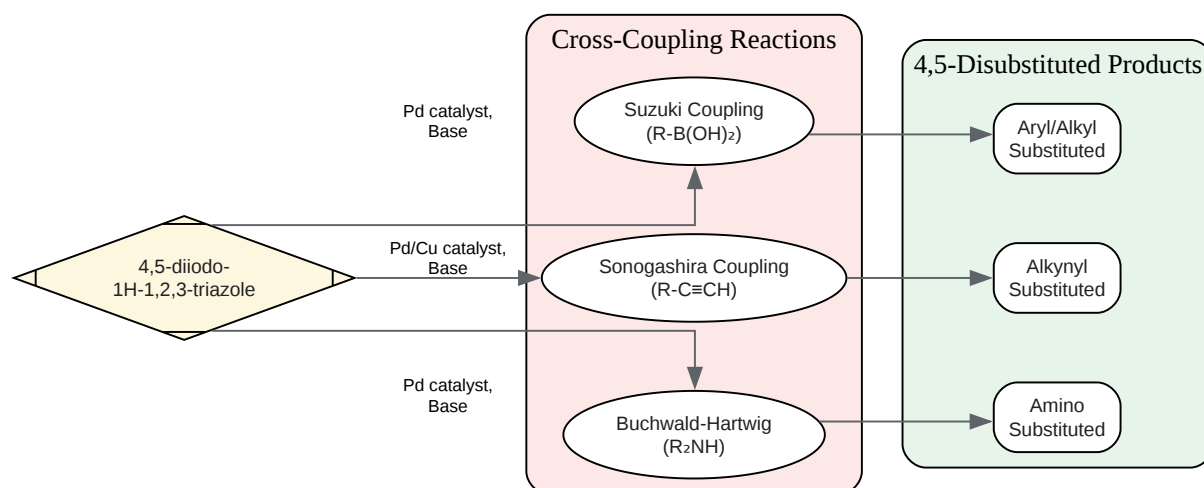 Cross-Coupling Reactions
4,5-Disubstituted Products
Pd catalyst,
Base
Suzuki Coupling
(R-B(OH)₂)
Aryl/Alkyl
Substituted
4,5-diiodo-
1H-1,2,3-triazole
Pd/Cu catalyst,
Base
Sonogashira Coupling
(R-C≡CH)
Alkynyl
Substituted
Pd catalyst,
Base
Buchwald-Hartwig
(R₂NH)
Amino
Substituted